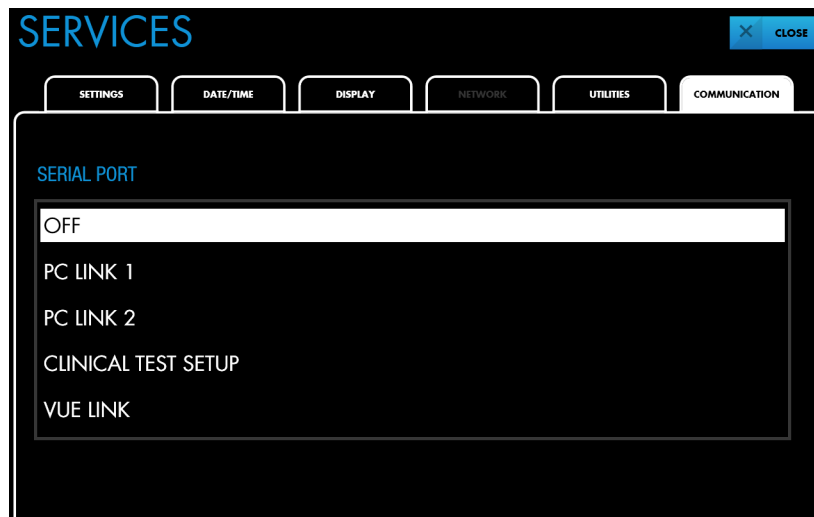 SERVICES
CLOSE
SETTINGS DATE/TIME DISPLAY NETWORK UTILITIES COMMUNICATION
SERIAL PORT
OFF
PC LINK 1
PC LINK 2
CLINICAL TEST SETUP
VUE LINK